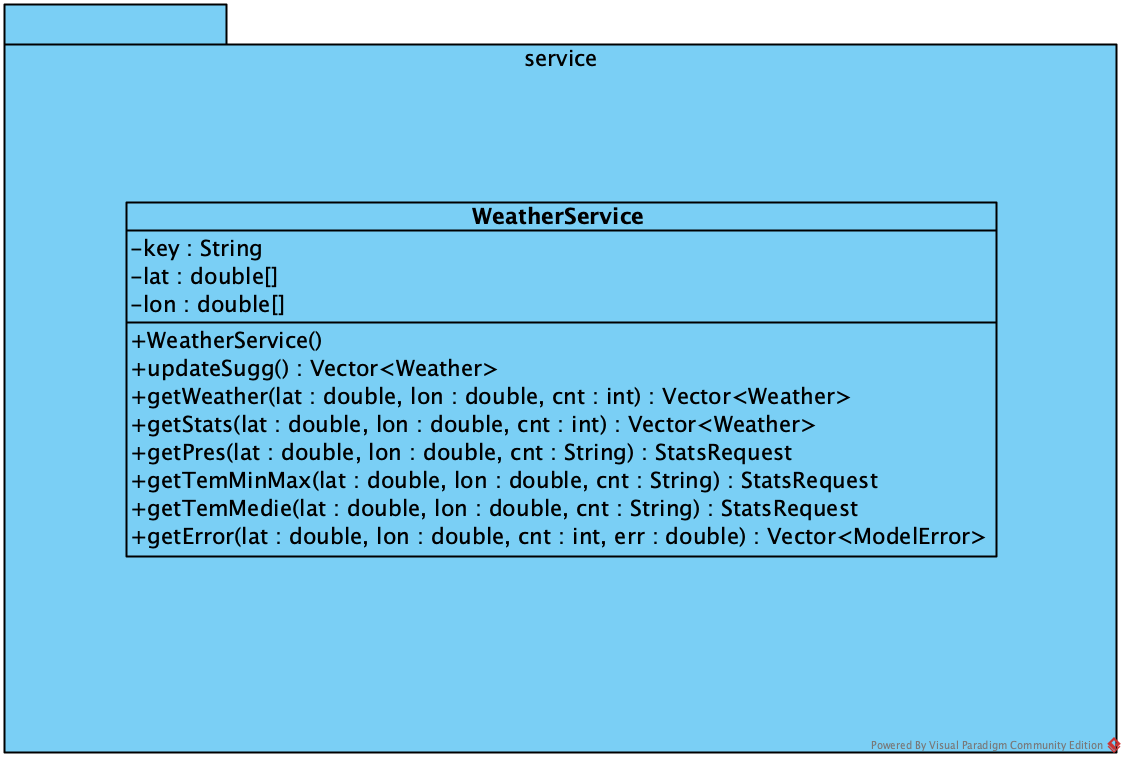 service
WeatherService
-key : String
-lat : double[]
-lon : double[]
+WeatherService()
+updateSugg() : Vector<Weather>
+getWeather(lat : double, lon : double, cnt : int) : Vector<Weather>
+getStats(lat : double, lon : double, cnt : int) : Vector<Weather>
+getPres(lat : double, lon : double, cnt : String) : StatsRequest
+getTemMinMax(lat : double, lon : double, cnt : String) : StatsRequest
+getTemMedie(lat : double, lon : double, cnt : String) : StatsRequest
+getError(lat : double, lon : double, cnt : int, err : double) : Vector<ModelError>
Powered By Visual Paradigm Community Edition